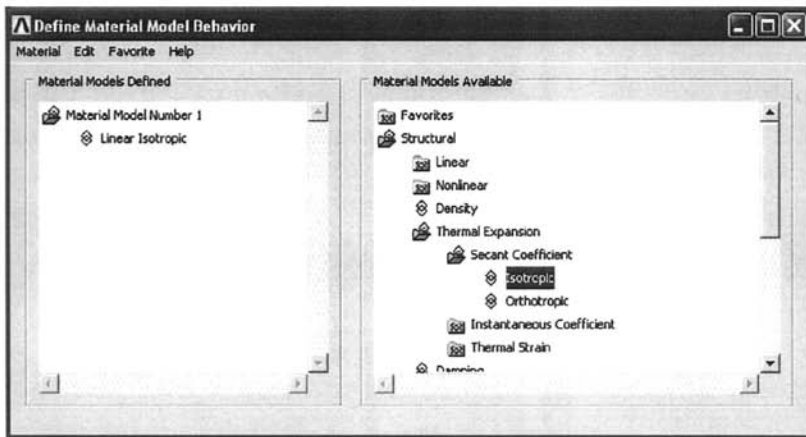 Define Material Model Behavior
Material Edit Favorite Help
Material Models Defined
Material Model Number 1
Linear Isotropic
Material Models Available
Favorites
Structural
Linear
Nonlinear
Density
Thermal Expansion
Secant Coefficient
Isotropic
Orthotropic
Instantaneous Coefficient
Thermal Strain
Damping